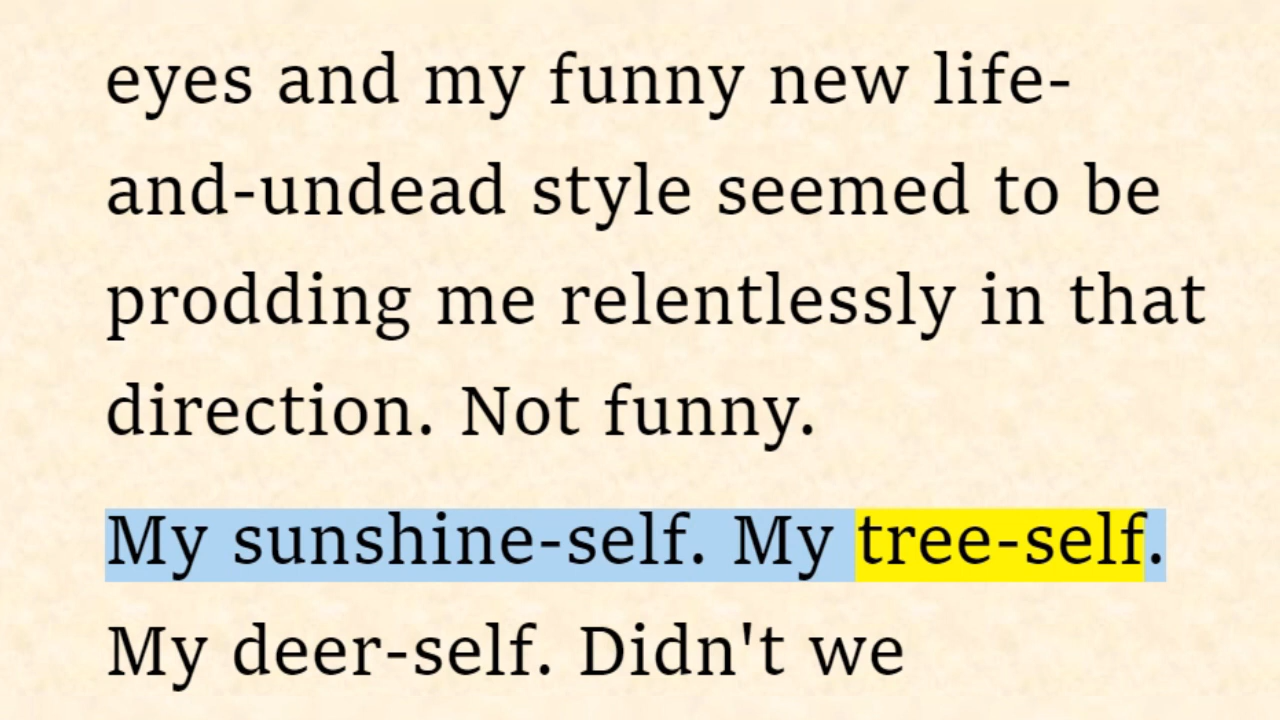 eyes and my funny new life-
and-undead style seemed to be
prodding me relentlessly in that
direction. Not funny.
My sunshine-self. My tree-self.
My deer-self. Didn't we